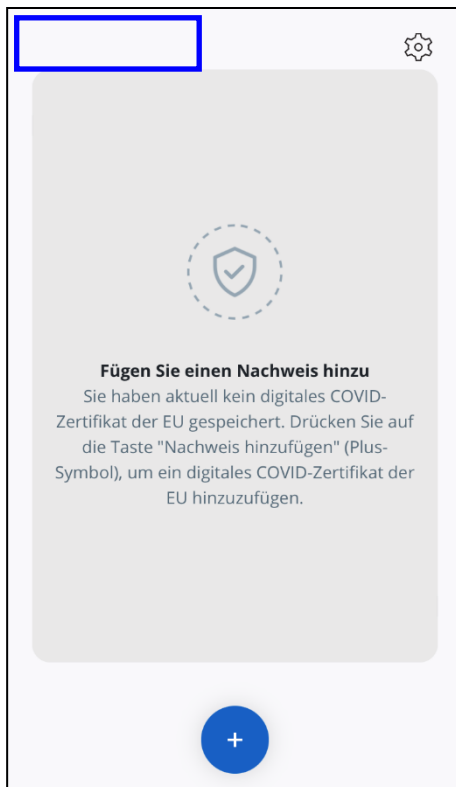 Fügen Sie einen Nachweis hinzu
Sie haben aktuell kein digitales COVID-
Zertifikat der EU gespeichert. Drücken Sie auf
die Taste "Nachweis hinzufügen" (Plus-
Symbol), um ein digitales COVID-Zertifikat der
EU hinzuzufügen.
+